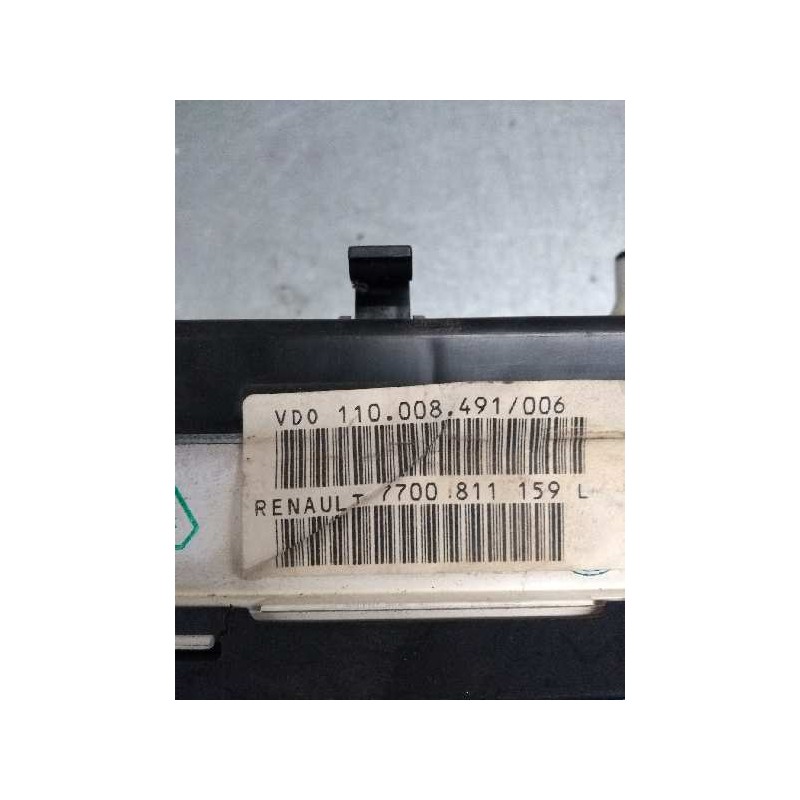 VDO 110.008.491/006
RENAULT 7700 811 159 L